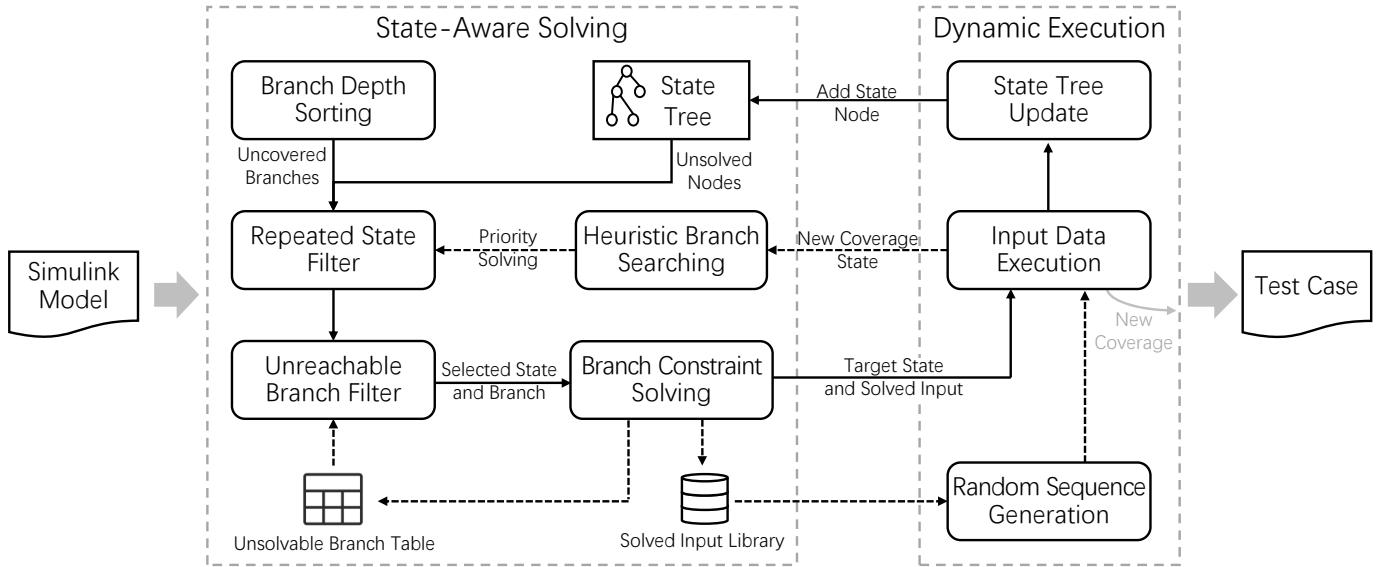 State-Aware Solving
Dynamic Execution
Branch Depth
Sorting
State
Tree
Add State
Node
State Tree
Update
Uncovered
Branches
Unsolved
Nodes
Simulink
Model
Repeated State
Filter
Priority
Solving
Heuristic Branch
Searching
New Coverage
State
Input Data
Execution
New
Coverage
Test Case
Unreachable
Branch Filter
Selected State
and Branch
Branch Constraint
Solving
Target State
and Solved Input
Unsolvable Branch Table
Solved Input Library
Random Sequence
Generation